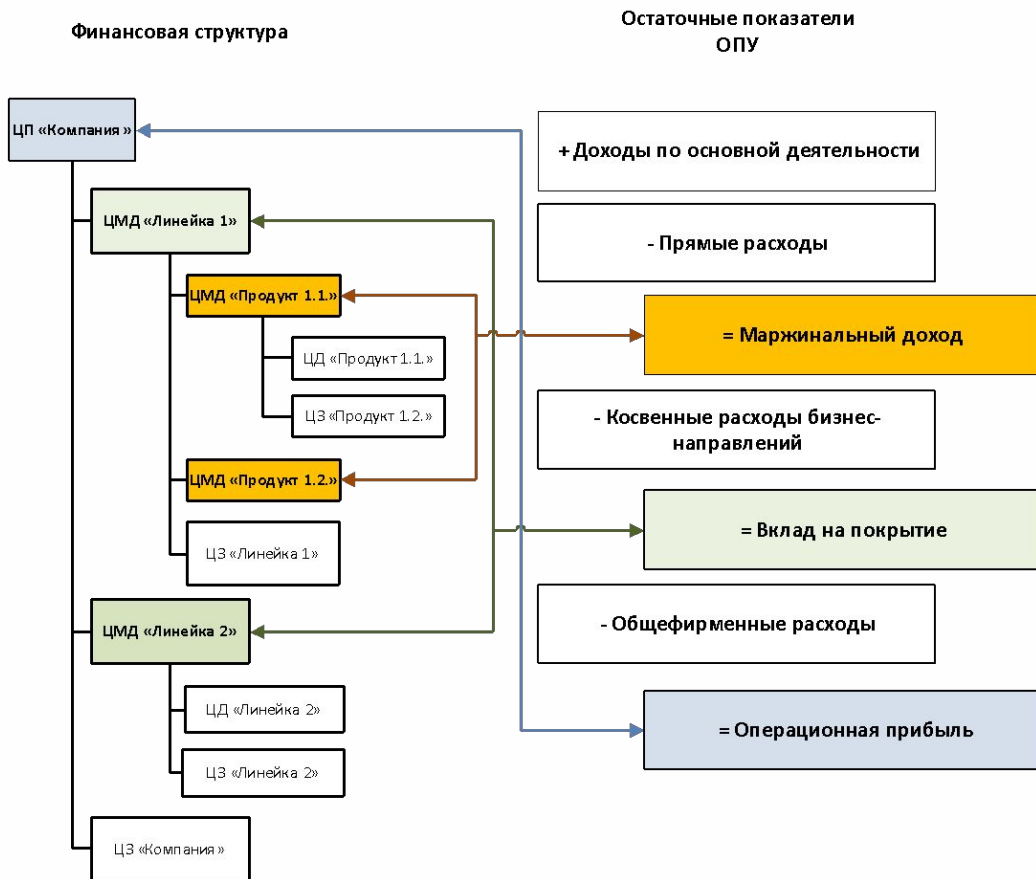 Финансовая структура
ЦП «Компания»
ЦМД «Линейка 1»
ЦМД «Продукт 1.1.»
ЦД «Продукт 1.1.»
ЦЗ «Продукт 1.2.»
ЦМД «Продукт 1.2.»
ЦЗ «Линейка 1»
ЦМД «Линейка 2»
ЦД «Линейка 2»
ЦЗ «Линейка 2»
ЦЗ «Компания»
Остаточные показатели
ОПУ
+ Доходы по основной деятельности
- Прямые расходы
= Маржинальный доход
- Косвенные расходы бизнес-
направлений
= Вклад на покрытие
- Общефирменные расходы
= Операционная прибыль